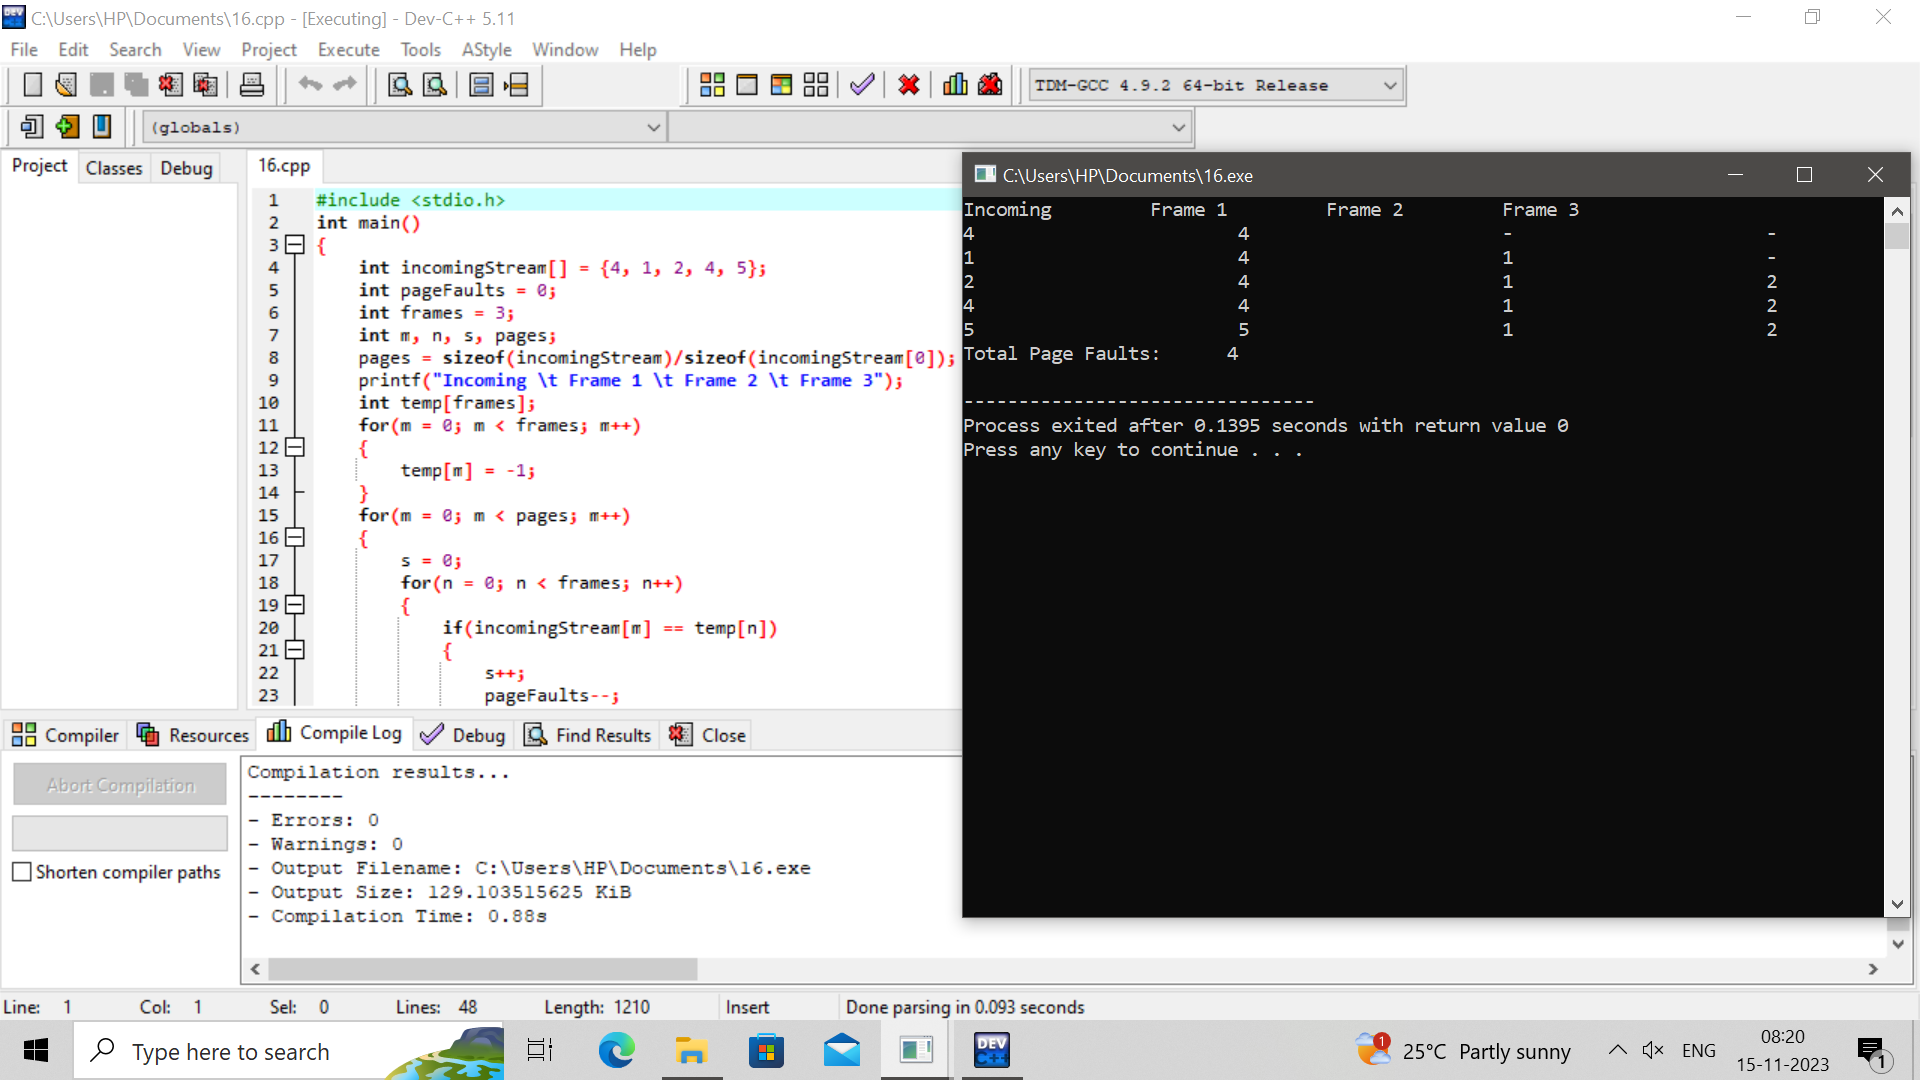 C:\Users\HP\Documents\16.cpp - [Executing] - Dev-C++ 5.11
File Edit Search View Project Execute Tools AStyle Window Help
TDM-GCC 4.9.2 64-bit Release
(globals)
Project Classes Debug
16.cpp
1 #include <stdio.h>
2 int main()
3 {
4 int incomingStream[] = {4, 1, 2, 4, 5};
5 int pageFaults = 0;
6 int frames = 3;
7 int m, n, s, pages;
8 pages = sizeof(incomingStream)/sizeof(incomingStream[0]);
9 printf("Incoming \t Frame 1 \t Frame 2 \t Frame 3");
10 int temp[frames];
11 for(m = 0; m < frames; m++)
12 {
13 temp[m] = -1;
14 }
15 for(m = 0; m < pages; m++)
16 {
17 s = 0;
18 for(n = 0; n < frames; n++)
19 {
20 if(incomingStream[m] == temp[n])
21 {
22 s++;
23 pageFaults--;
C:\Users\HP\Documents\16.exe
Incoming Frame 1 Frame 2 Frame 3
4 4 - -
1 4 1 -
2 4 1 2
4 4 1 2
5 5 1 2
Total Page Faults: 4
--------------------------------
Process exited after 0.1395 seconds with return value 0
Press any key to continue . . .
Compiler Resources Compile Log Debug Find Results Close
Abort Compilation
Shorten compiler paths
Compilation results...
--------
- Errors: 0
- Warnings: 0
- Output Filename: C:\Users\HP\Documents\16.exe
- Output Size: 129.103515625 KiB
- Compilation Time: 0.88s
Line: 1 Col: 1 Sel: 0 Lines: 48 Length: 1210 Insert Done parsing in 0.093 seconds
Type here to search
DEV C++
1
25°C Partly sunny
ENG
08:20
15-11-2023
1